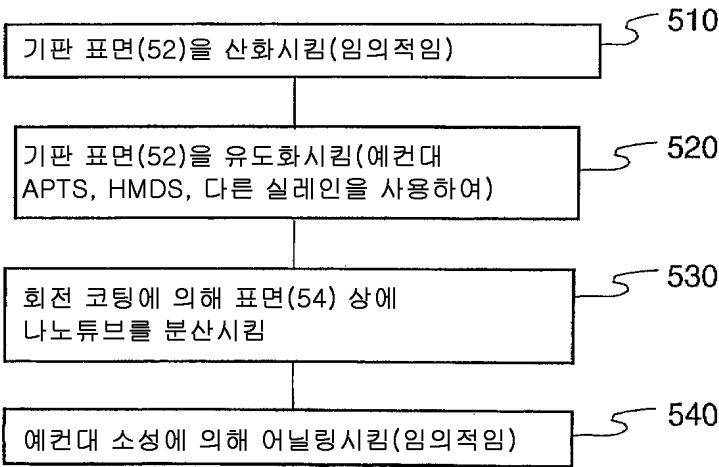 510
기판 표면(52)을 산화시킴(임의적임)
520
기판 표면(52)을 유도화시킴(예컨대
APTS, HMDS, 다른 실레인을 사용하여)
530
회전 코팅에 의해 표면(54) 상에
나노튜브를 분산시킴
540
예컨대 소성에 의해 어닐링시킴(임의적임)